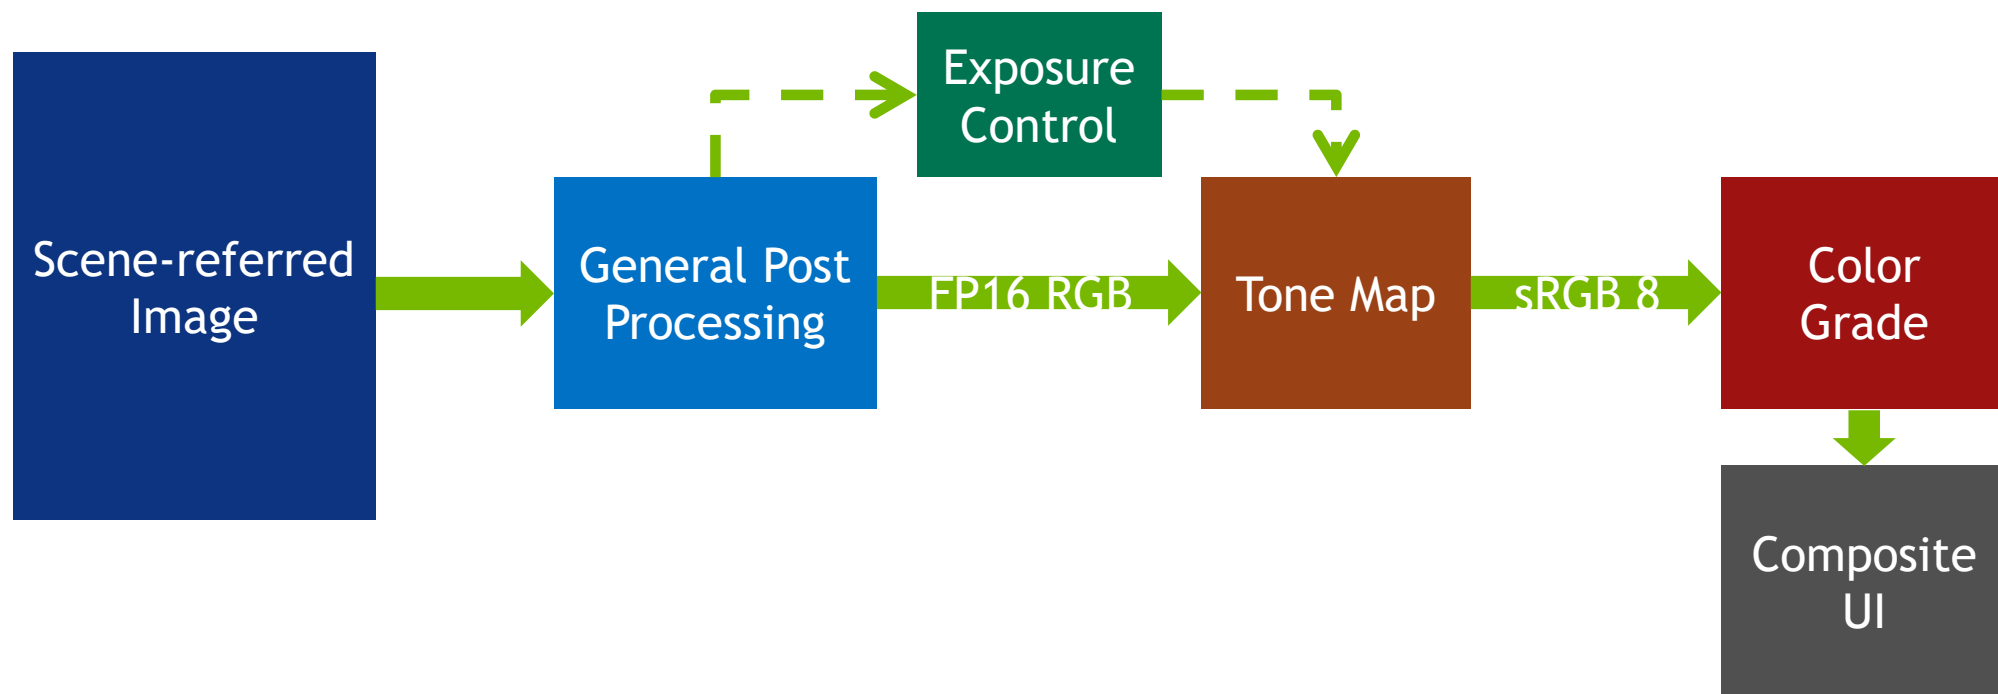 Exposure
Control
Scene-referred
Image
General Post
Processing
FP16 RGB
Tone Map
sRGB 8
Color
Grade
Composite
UI